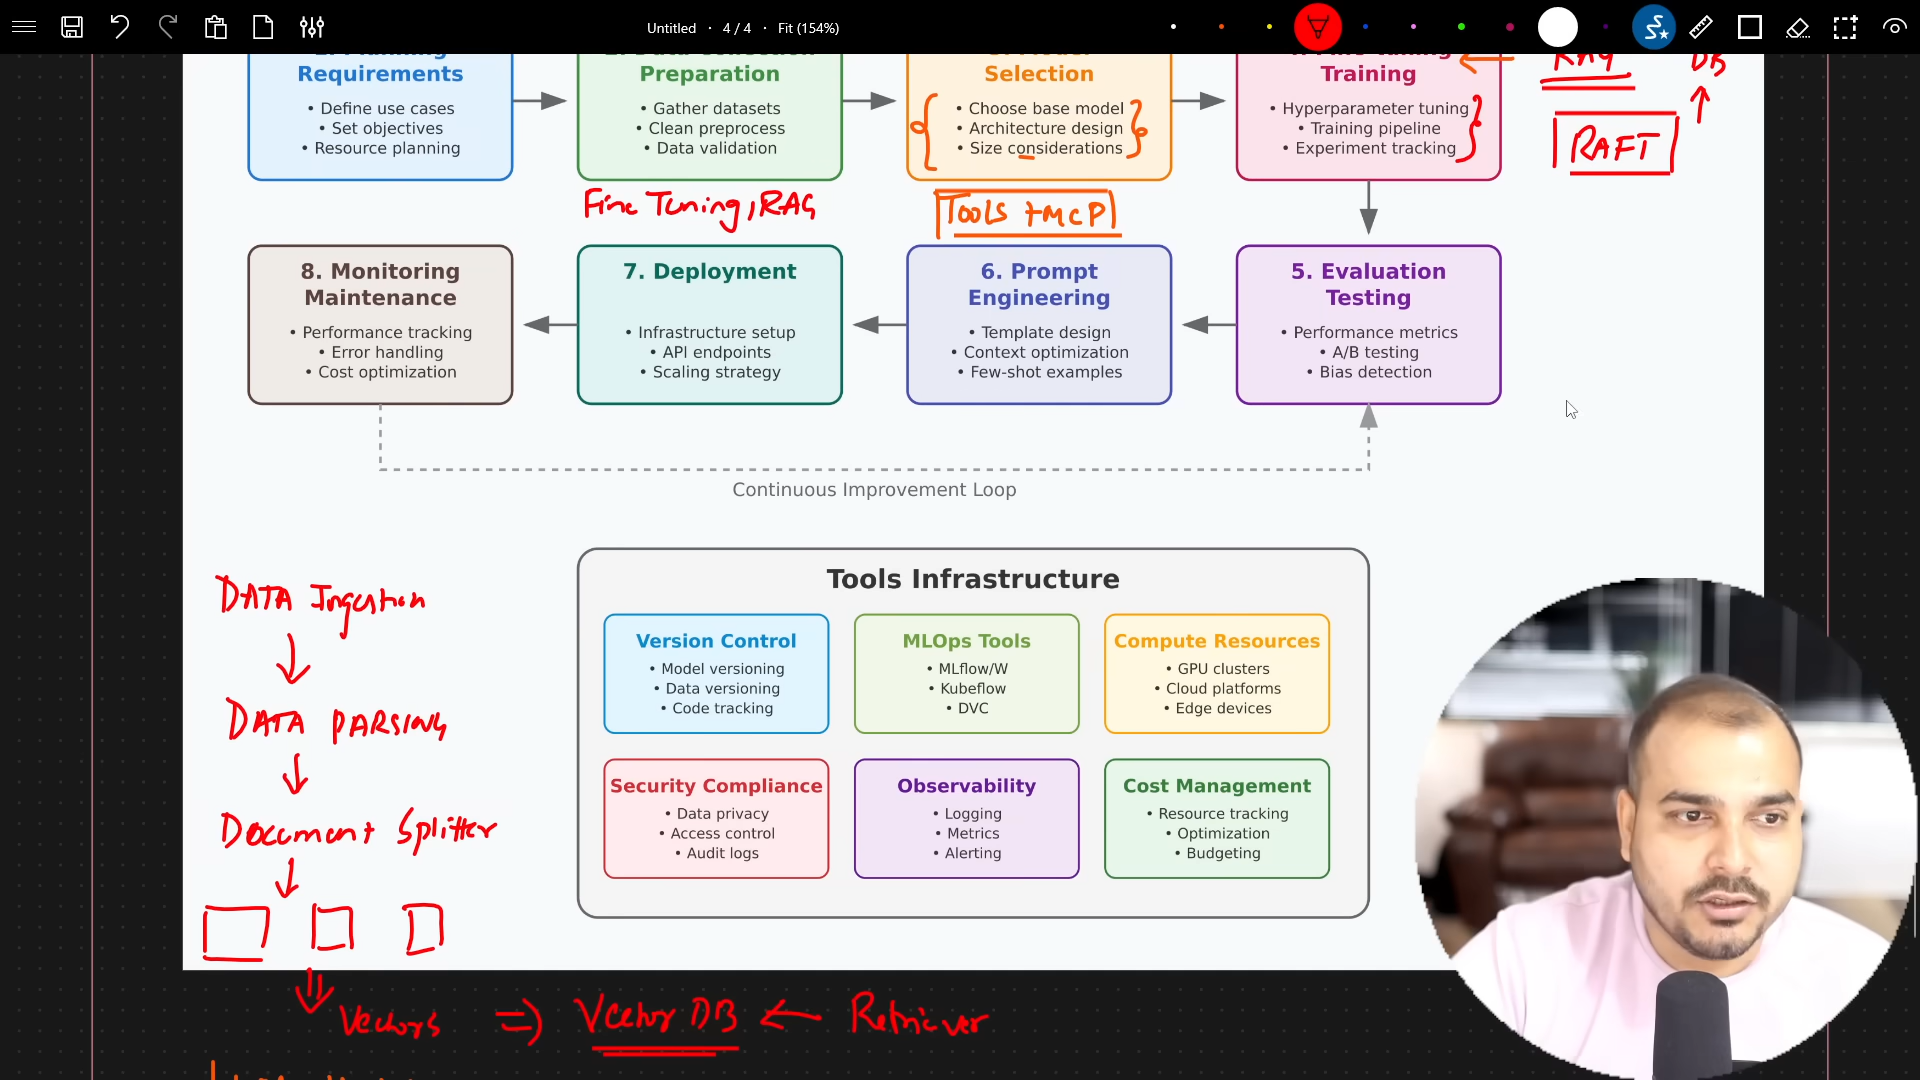 Untitled · 4 / 4 · Fit (154%)
Requirements
• Define use cases
• Set objectives
• Resource planning
Preparation
• Gather datasets
• Clean preprocess
• Data validation
Selection
• Choose base model
• Architecture design
• Size considerations
Training
• Hyperparameter tuning
• Training pipeline
• Experiment tracking
RAG
DB
RAFT
Fine Tuning, RAG
Tools + MCP
8. Monitoring
Maintenance
• Performance tracking
• Error handling
• Cost optimization
7. Deployment
• Infrastructure setup
• API endpoints
• Scaling strategy
6. Prompt
Engineering
• Template design
• Context optimization
• Few-shot examples
5. Evaluation
Testing
• Performance metrics
• A/B testing
• Bias detection
Continuous Improvement Loop
DATA Ingestion
DATA PARSING
Document Splitter
Tools Infrastructure
Version Control
• Model versioning
• Data versioning
• Code tracking
MLOps Tools
• MLflow/W
• Kubeflow
• DVC
Compute Resources
• GPU clusters
• Cloud platforms
• Edge devices
Security Compliance
• Data privacy
• Access control
• Audit logs
Observability
• Logging
• Metrics
• Alerting
Cost Management
• Resource tracking
• Optimization
• Budgeting
Vectors => Vector DB ← Retriever